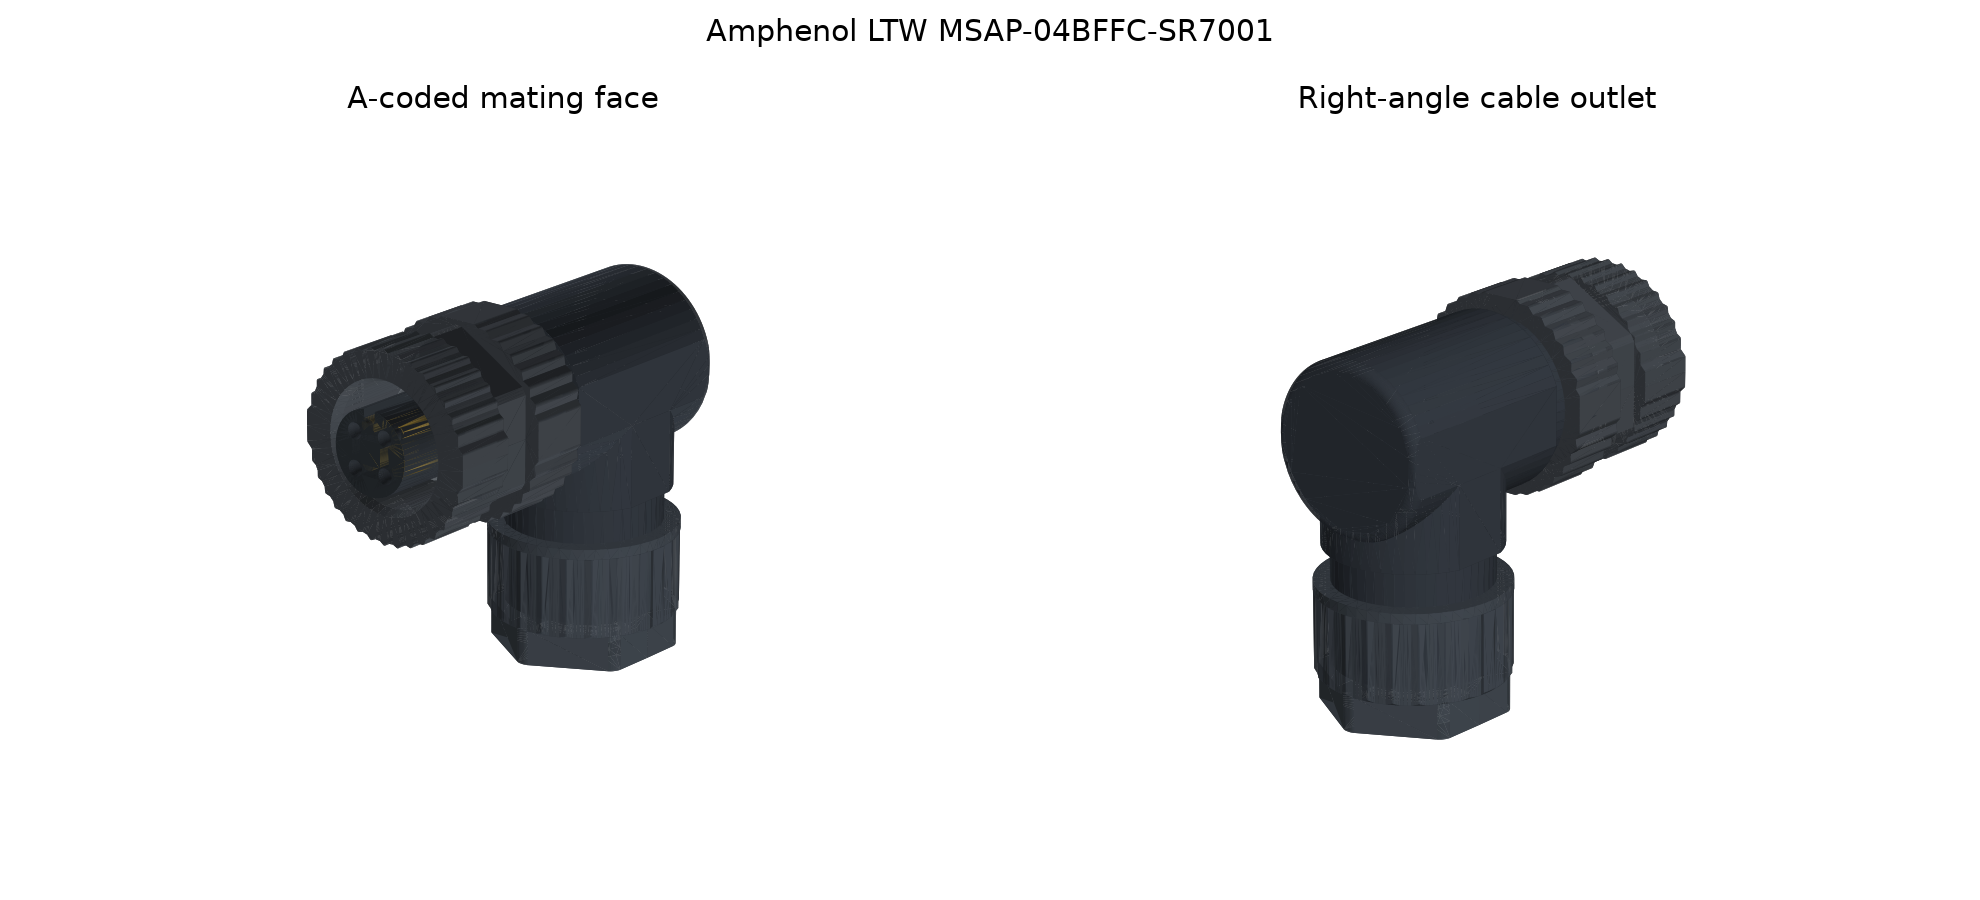 Amphenol LTW MSAP-04BFFC-SR7001
A-coded mating face
Right-angle cable outlet